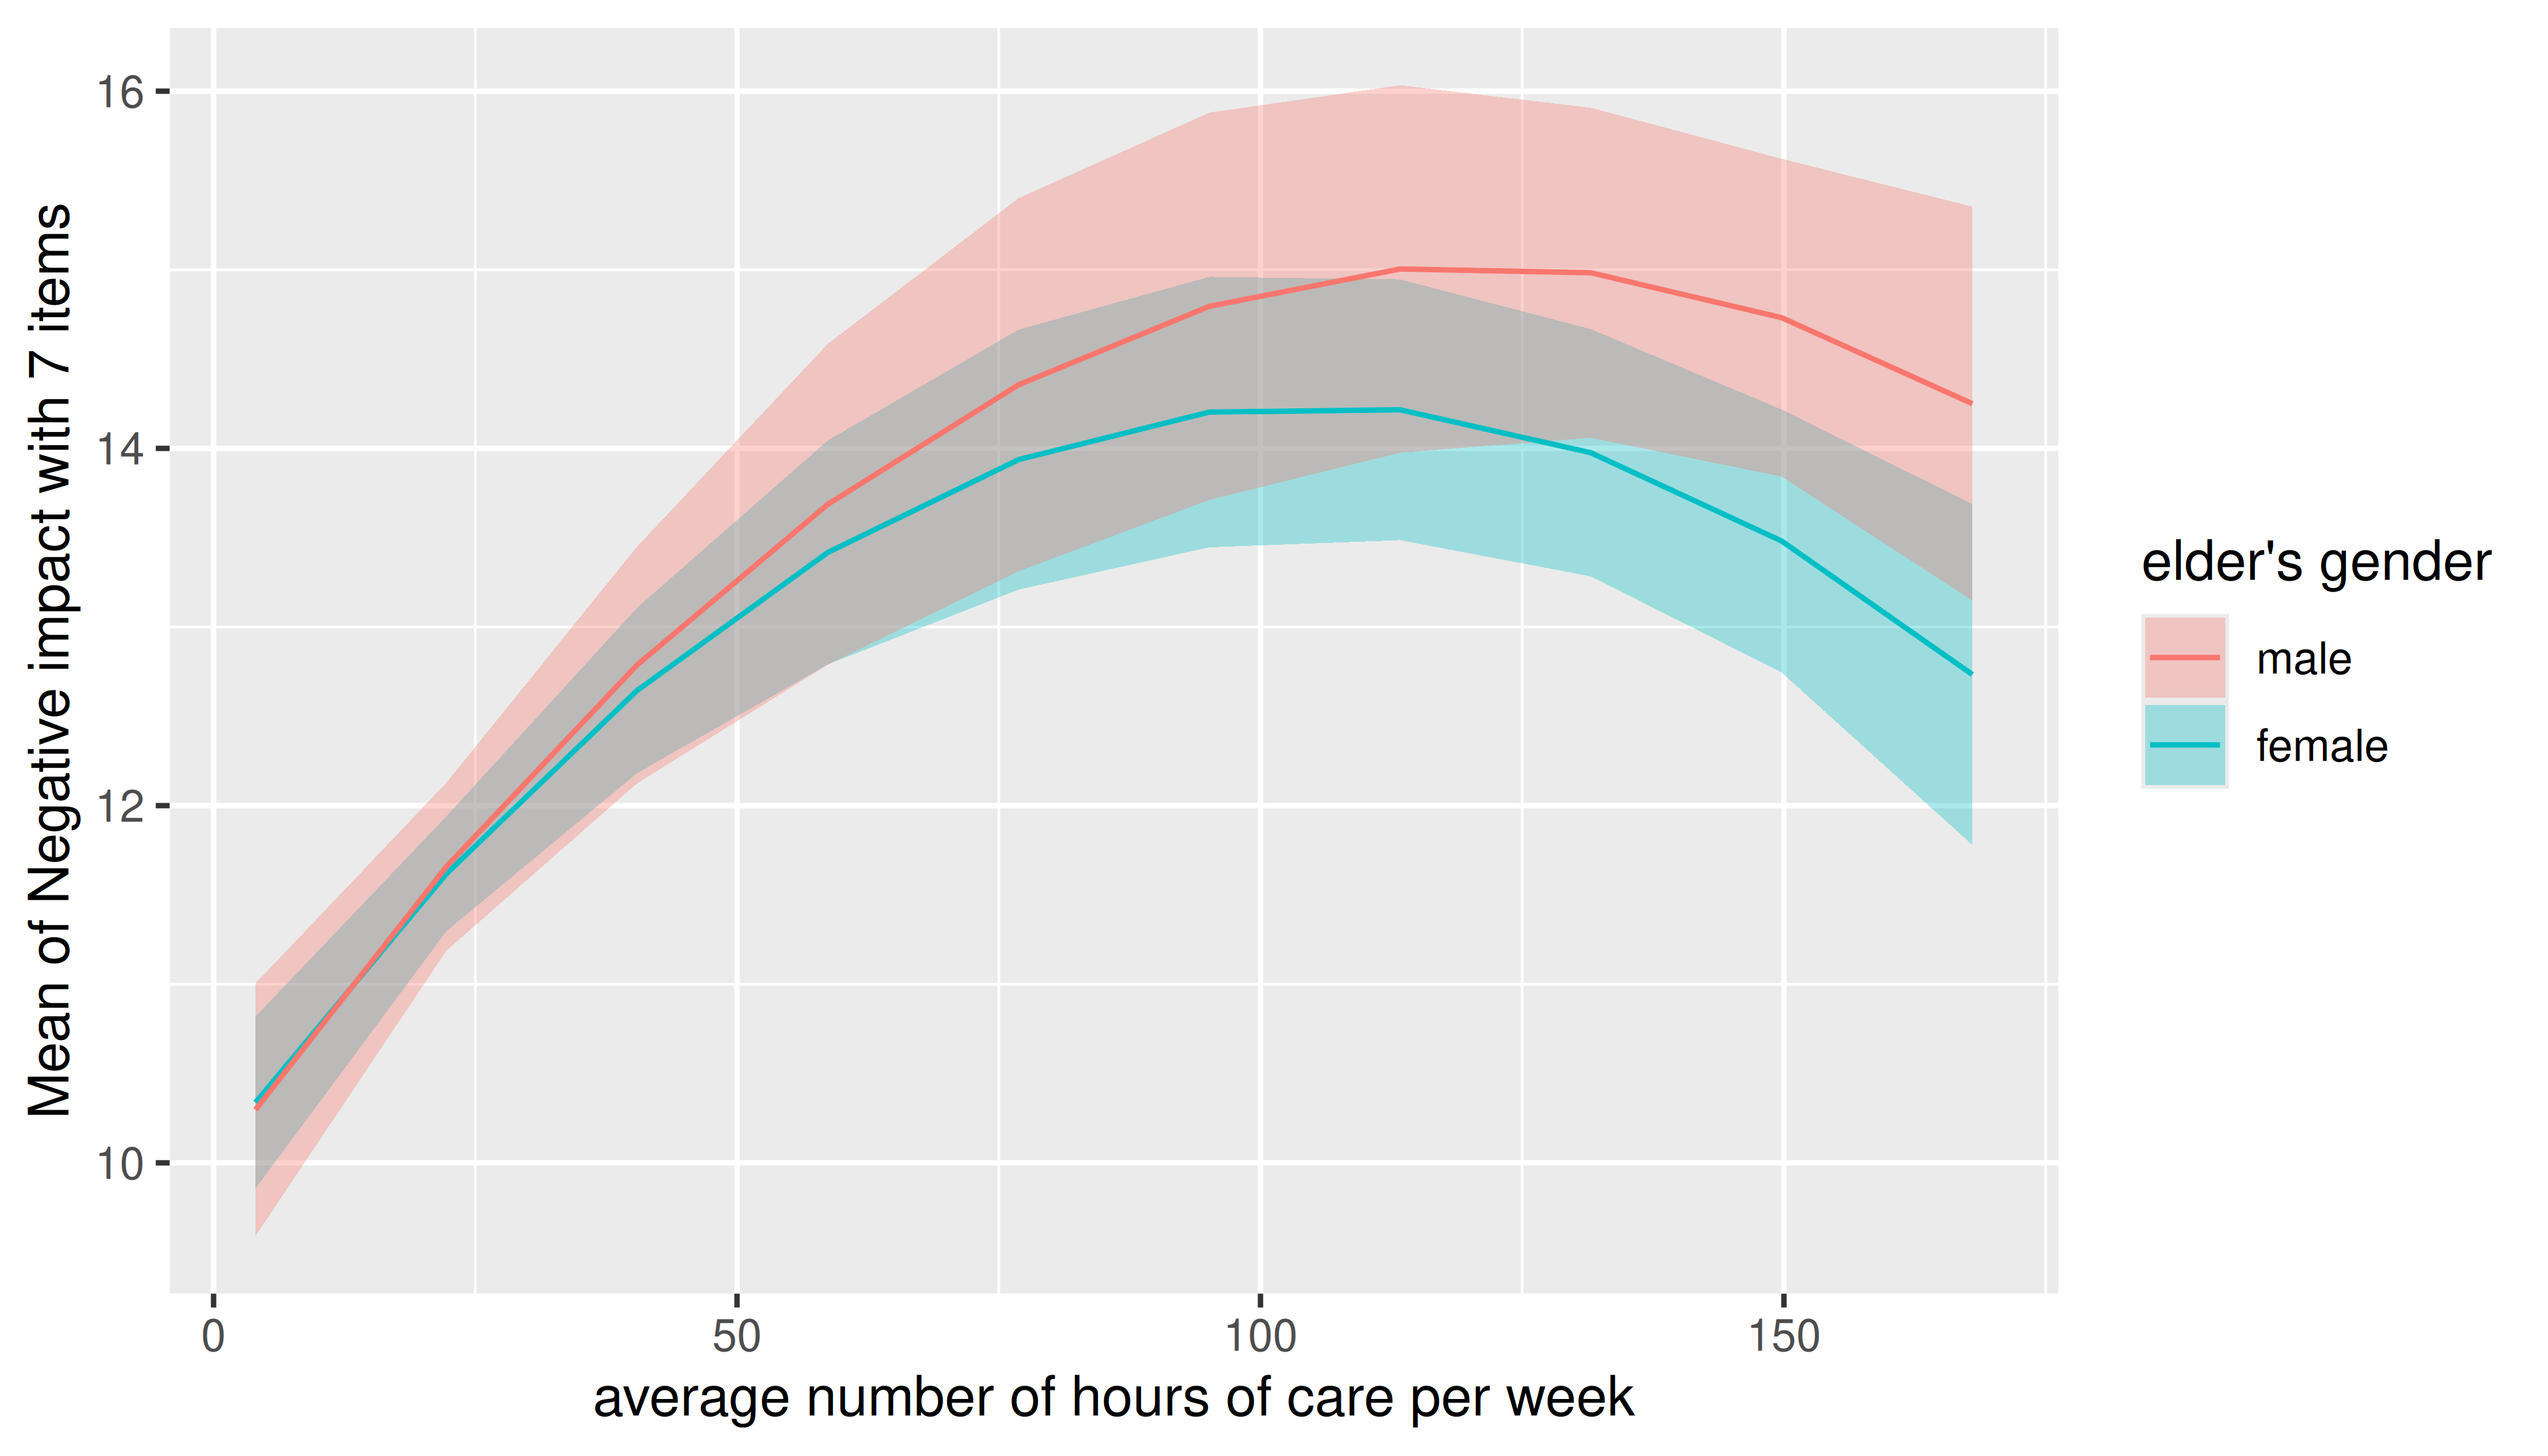 Mean of Negative impact with 7 items
16
14
12
10
0 50 100 150
average number of hours of care per week
elder's gender
male
female